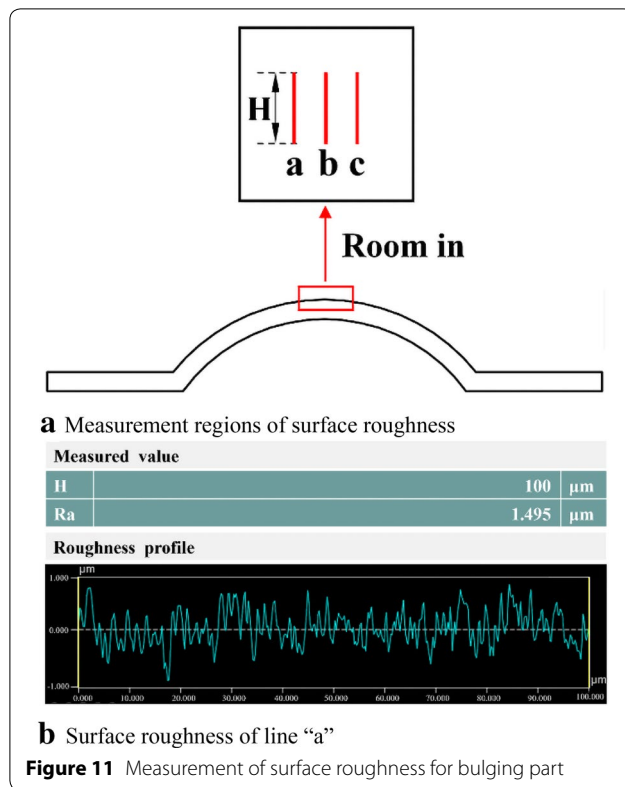 H
a b c
Room in
a Measurement regions of surface roughness
Measured value
H 100 μm
Ra 1.495 μm
Roughness profile
μm
1.000
0.000
-1.000
μm
0.000 10.000 20.000 30.000 40.000 50.000 60.000 70.000 80.000 90.000 100.000
b Surface roughness of line “a”
Figure 11 Measurement of surface roughness for bulging part